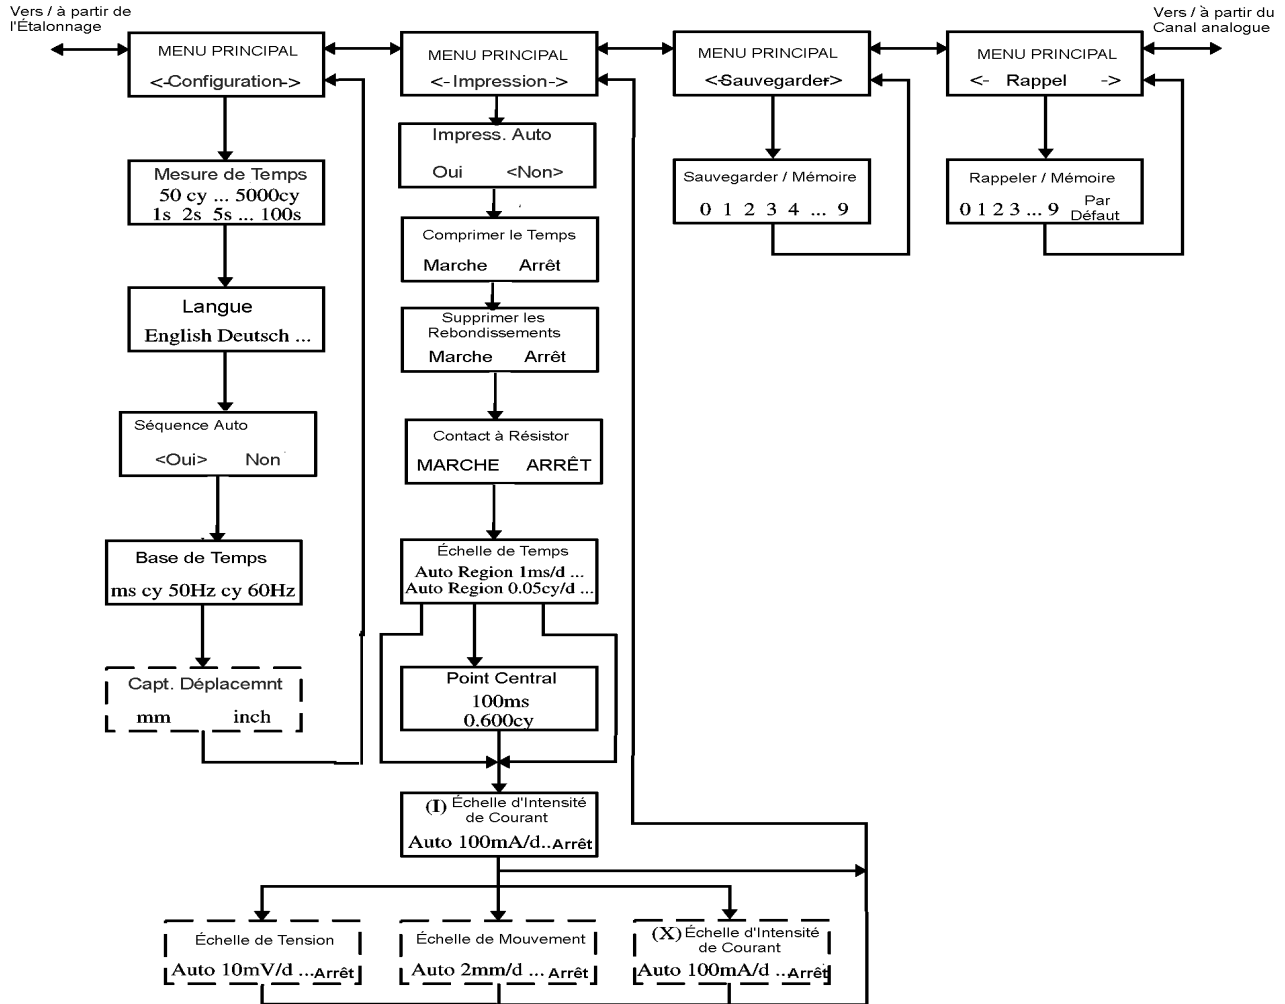 Vers / à partir de
l'Étalonnage
Vers / à partir du
Canal analogue
MENU PRINCIPAL
<-Configuration->
MENU PRINCIPAL
<- Impression ->
MENU PRINCIPAL
<-Sauvegarder->
MENU PRINCIPAL
<- Rappel ->
Mesure de Temps
50 cy ... 5000cy
1s 2s 5s ... 100s
Langue
English Deutsch ...
Séquence Auto
<Oui> Non
Base de Temps
ms cy 50Hz cy 60Hz
Capt. Déplacemnt
mm inch
Impress. Auto
Oui <Non>
Comprimer le Temps
Marche Arrêt
Supprimer les
Rebondissements
Marche Arrêt
Contact à Résistor
MARCHE ARRÊT
Échelle de Temps
Auto Region 1ms/d ...
Auto Region 0.05cy/d ...
Point Central
100ms
0.600cy
(I) Échelle d'Intensité
de Courant
Auto 100mA/d..Arrêt
Échelle de Tension
Auto 10mV/d ...Arrêt
Échelle de Mouvement
Auto 2mm/d ... Arrêt
(X) Échelle d'Intensité
de Courant
Auto 100mA/d ...Arrêt
Sauvegarder / Mémoire
0 1 2 3 4 ... 9
Rappeler / Mémoire
0 1 2 3 ... 9 Par
Défaut